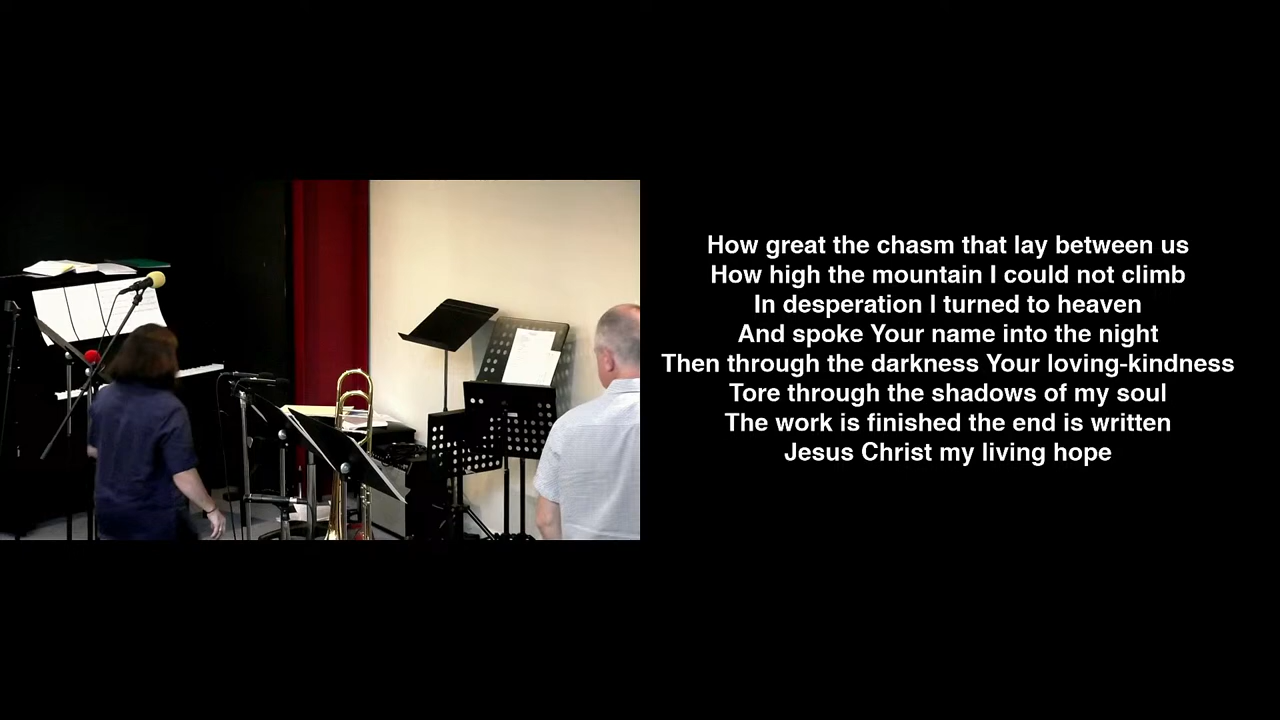 How great the chasm that lay between us
How high the mountain I could not climb
In desperation I turned to heaven
And spoke Your name into the night
Then through the darkness Your loving-kindness
Tore through the shadows of my soul
The work is finished the end is written
Jesus Christ my living hope